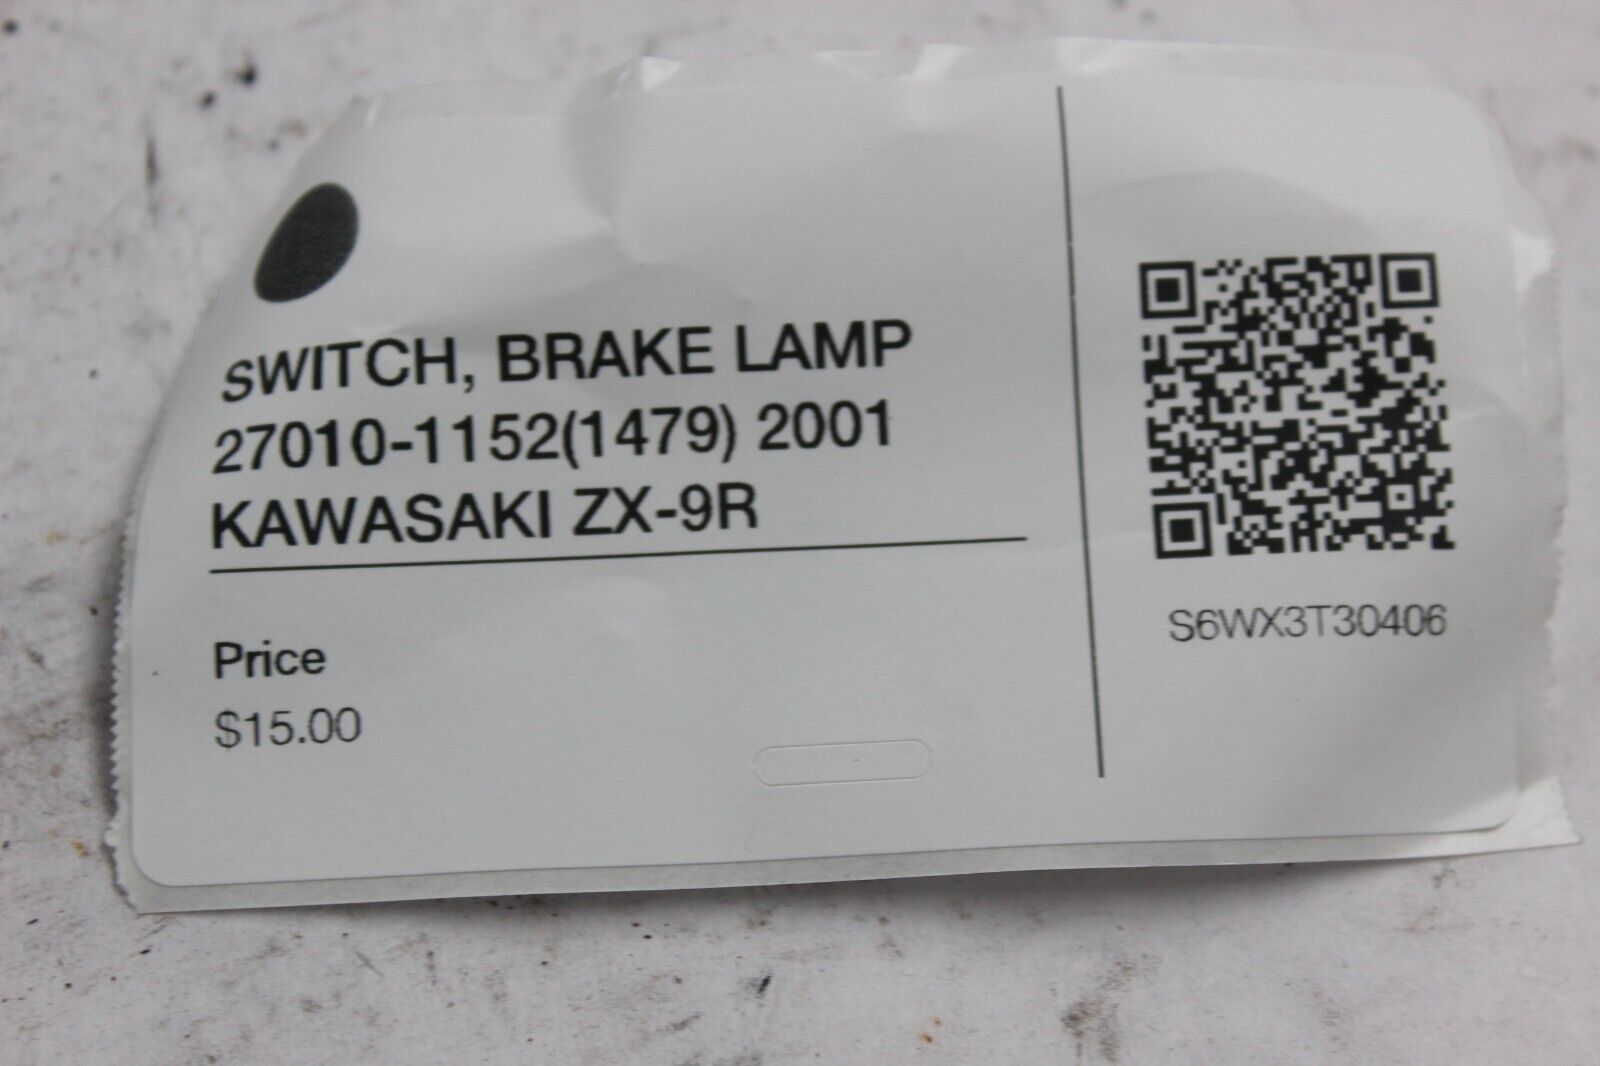 SWITCH, BRAKE LAMP
27010-1152(1479) 2001
KAWASAKI ZX-9R
Price
$15.00
S6WX3T30406